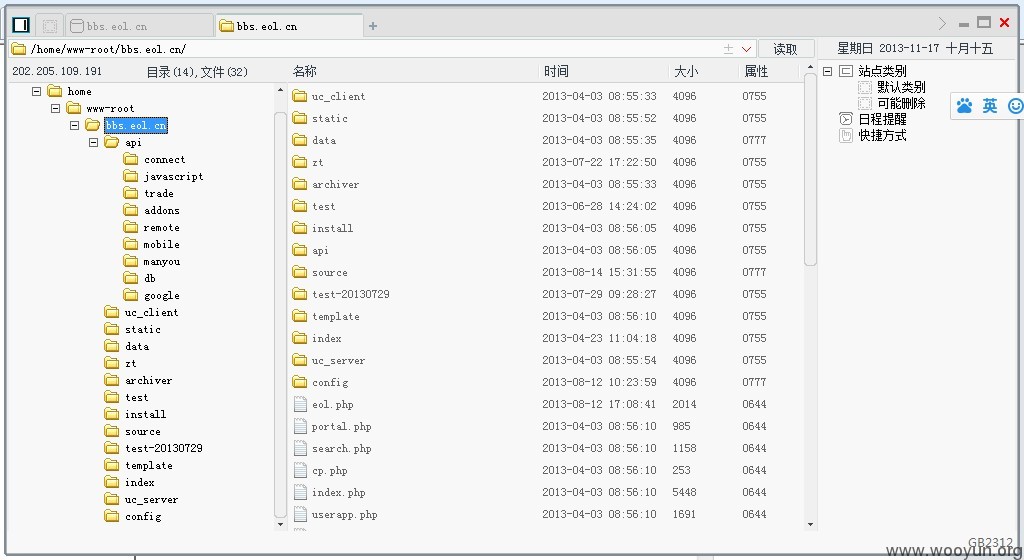 bbs.eol.cn bbs.eol.cn +
/home/www-root/bbs.eol.cn/ 读取 星期日 2013-11-17 十月十五
202.205.109.191 目录(14),文件(32) 名称 时间 大小 属性
home
www-root
bbs.eol.cn
api
connect
javascript
trade
addons
remote
mobile
manyou
db
google
uc_client
static
data
zt
archiver
test
install
source
test-20130729
template
index
uc_server
config
uc_client 2013-04-03 08:55:33 4096 0755
static 2013-04-03 08:55:52 4096 0755
data 2013-04-03 08:55:35 4096 0777
zt 2013-07-22 17:22:50 4096 0755
archiver 2013-04-03 08:55:33 4096 0755
test 2013-06-28 14:24:02 4096 0755
install 2013-04-03 08:56:05 4096 0755
api 2013-04-03 08:56:05 4096 0755
source 2013-08-14 15:31:55 4096 0777
test-20130729 2013-07-29 09:28:27 4096 0755
template 2013-04-03 08:56:10 4096 0755
index 2013-04-23 11:04:18 4096 0755
uc_server 2013-04-03 08:55:54 4096 0755
config 2013-08-12 10:23:59 4096 0777
eol.php 2013-08-12 17:08:41 2014 0644
portal.php 2013-04-03 08:56:10 985 0644
search.php 2013-04-03 08:56:10 1158 0644
cp.php 2013-04-03 08:56:10 253 0644
index.php 2013-04-03 08:56:10 5448 0644
userapp.php 2013-04-03 08:56:10 1691 0644
站点类别
默认类别
可能删除
日程提醒
快捷方式
英
GB2312
www.wooyun.org